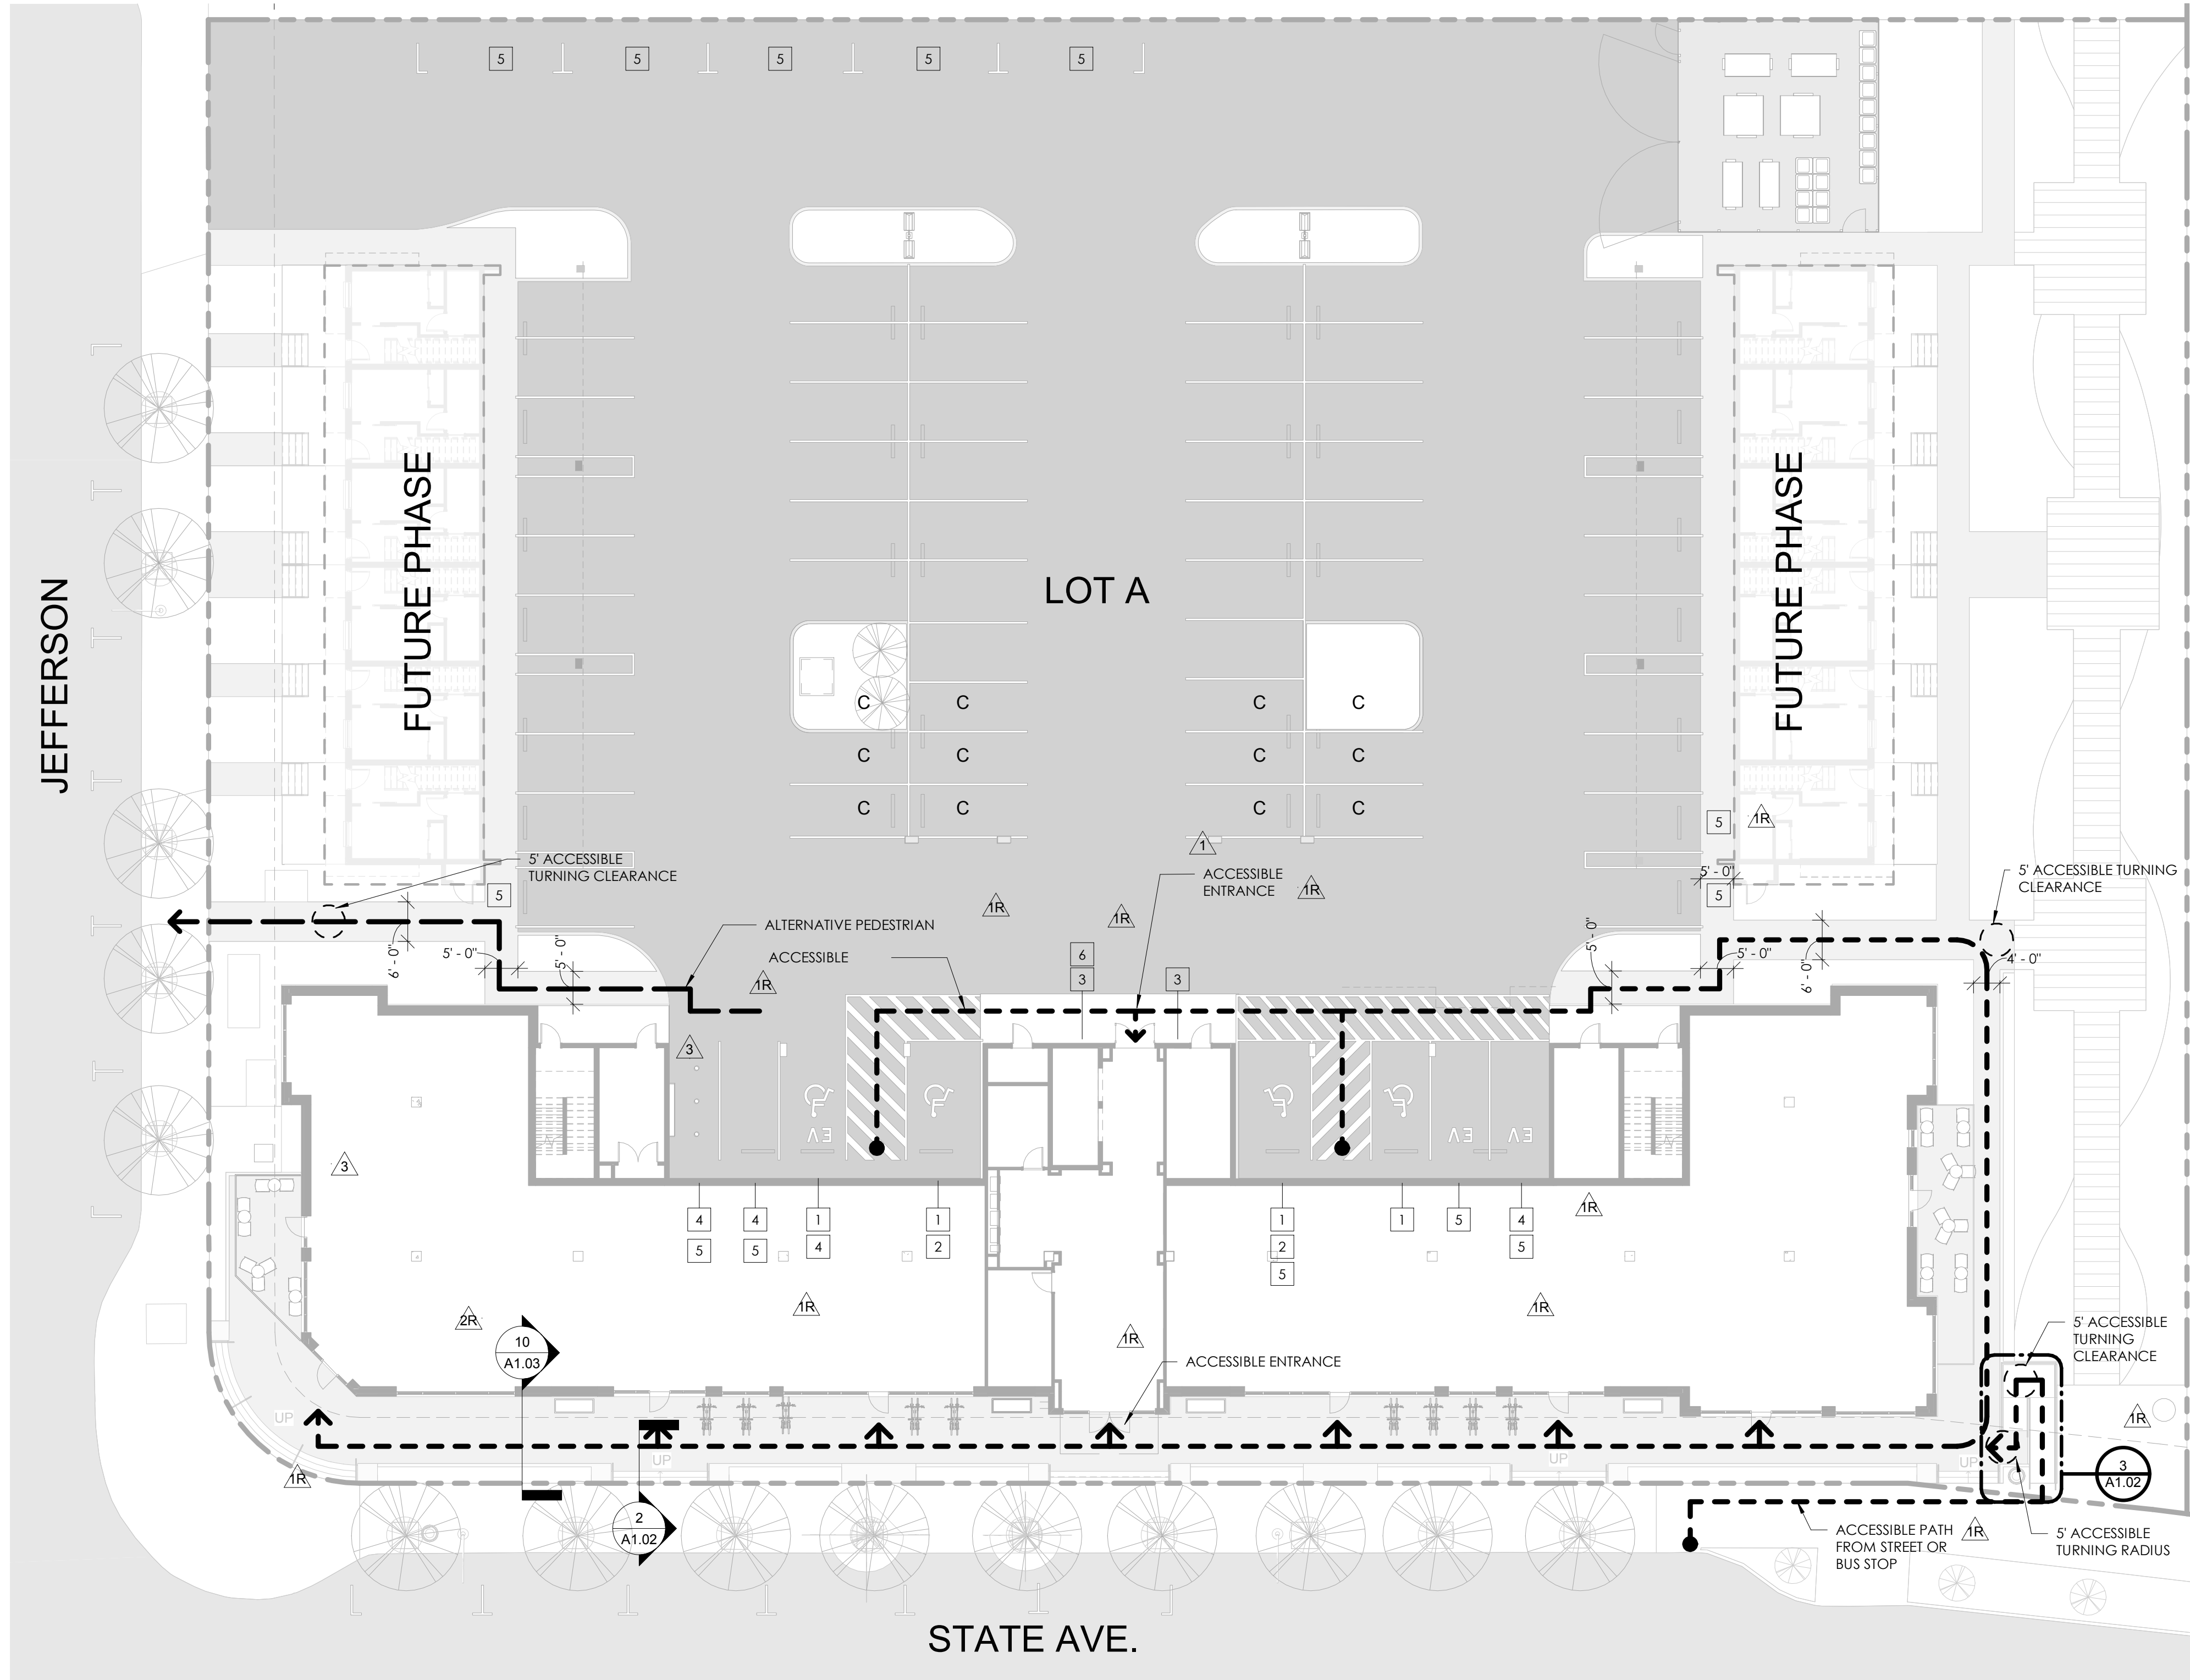 5 5 5 5 5
JEFFERSON
FUTURE PHASE
LOT A
FUTURE PHASE
C C C C
C C C C
C C C C
5 1R
1
5' ACCESSIBLE
TURNING CLEARANCE
5
ACCESSIBLE
ENTRANCE
1R
1R
1R
5'- 0"
5
5' ACCESSIBLE TURNING
CLEARANCE
ALTERNATIVE PEDESTRIAN
6' - 0"
5' - 0"
5' - 0"
ACCESSIBLE
1R
6
3
3
5' - 0"
5' - 0"
6' - 0"
4' - 0"
3
EV
EV
EV
3
4
5
4
5
1
4
1
2
1
2
5
1
5
4
5
1R
2R
1R
1R
1R
10
A1.03
ACCESSIBLE ENTRANCE
5' ACCESSIBLE
TURNING
CLEARANCE
1R
UP
UP
UP
UP
1R
3
A1.02
2
A1.02
ACCESSIBLE PATH
FROM STREET OR
BUS STOP
1R
5' ACCESSIBLE
TURNING RADIUS
STATE AVE.